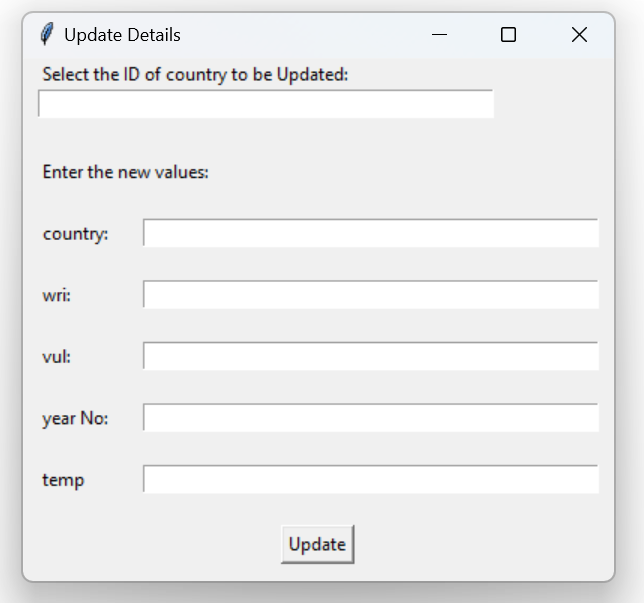 Update Details
Select the ID of country to be Updated:
Enter the new values:
country:
wri:
vul:
year No:
temp
Update